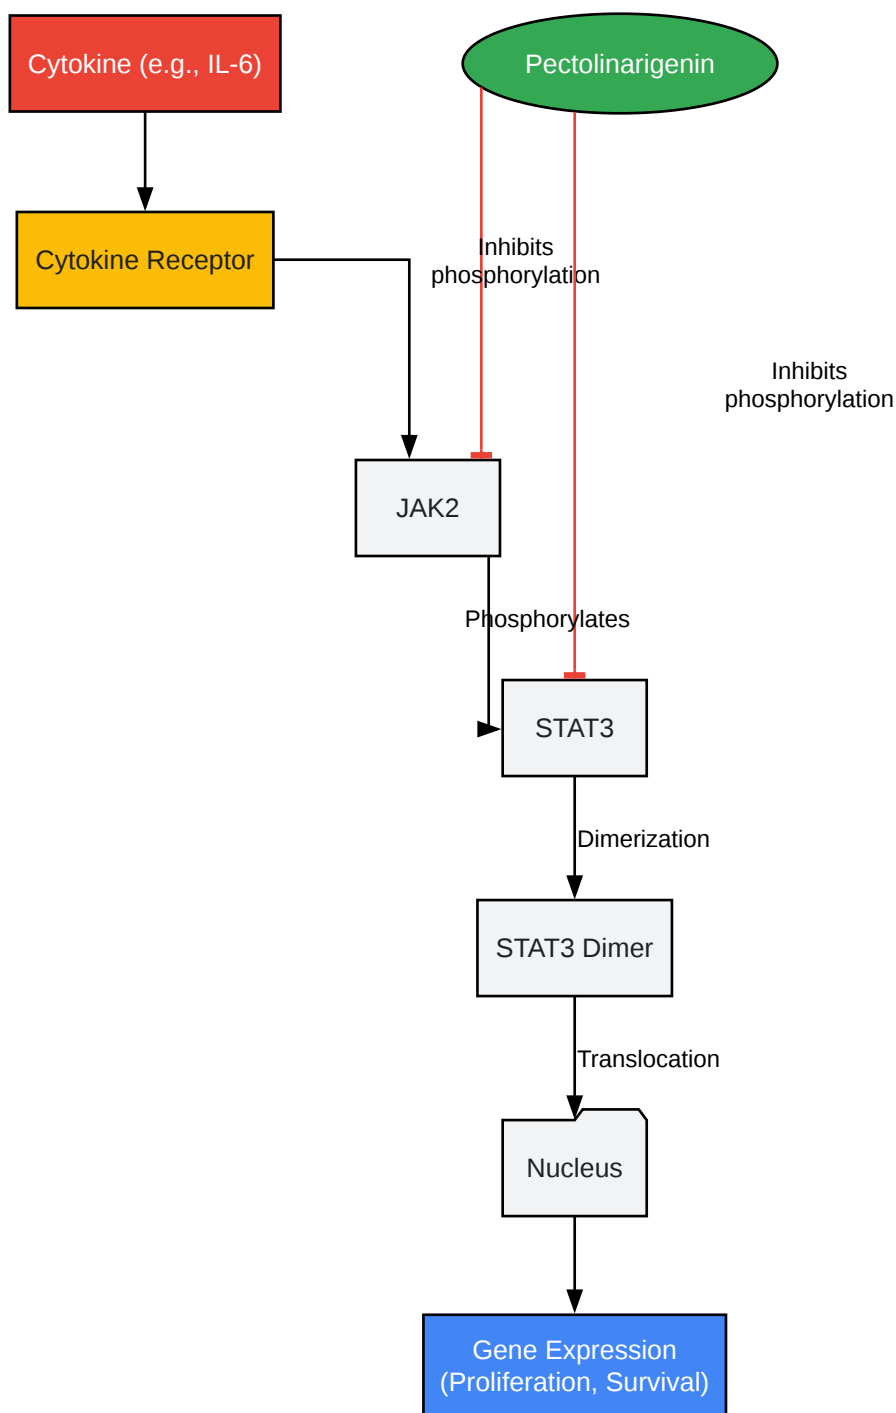 Cytokine (e.g., IL-6)
Pectolinarigenin
Cytokine Receptor
Inhibits
phosphorylation
Inhibits
phosphorylation
JAK2
Phosphorylates
STAT3
Dimerization
STAT3 Dimer
Translocation
Nucleus
Gene Expression
(Proliferation, Survival)